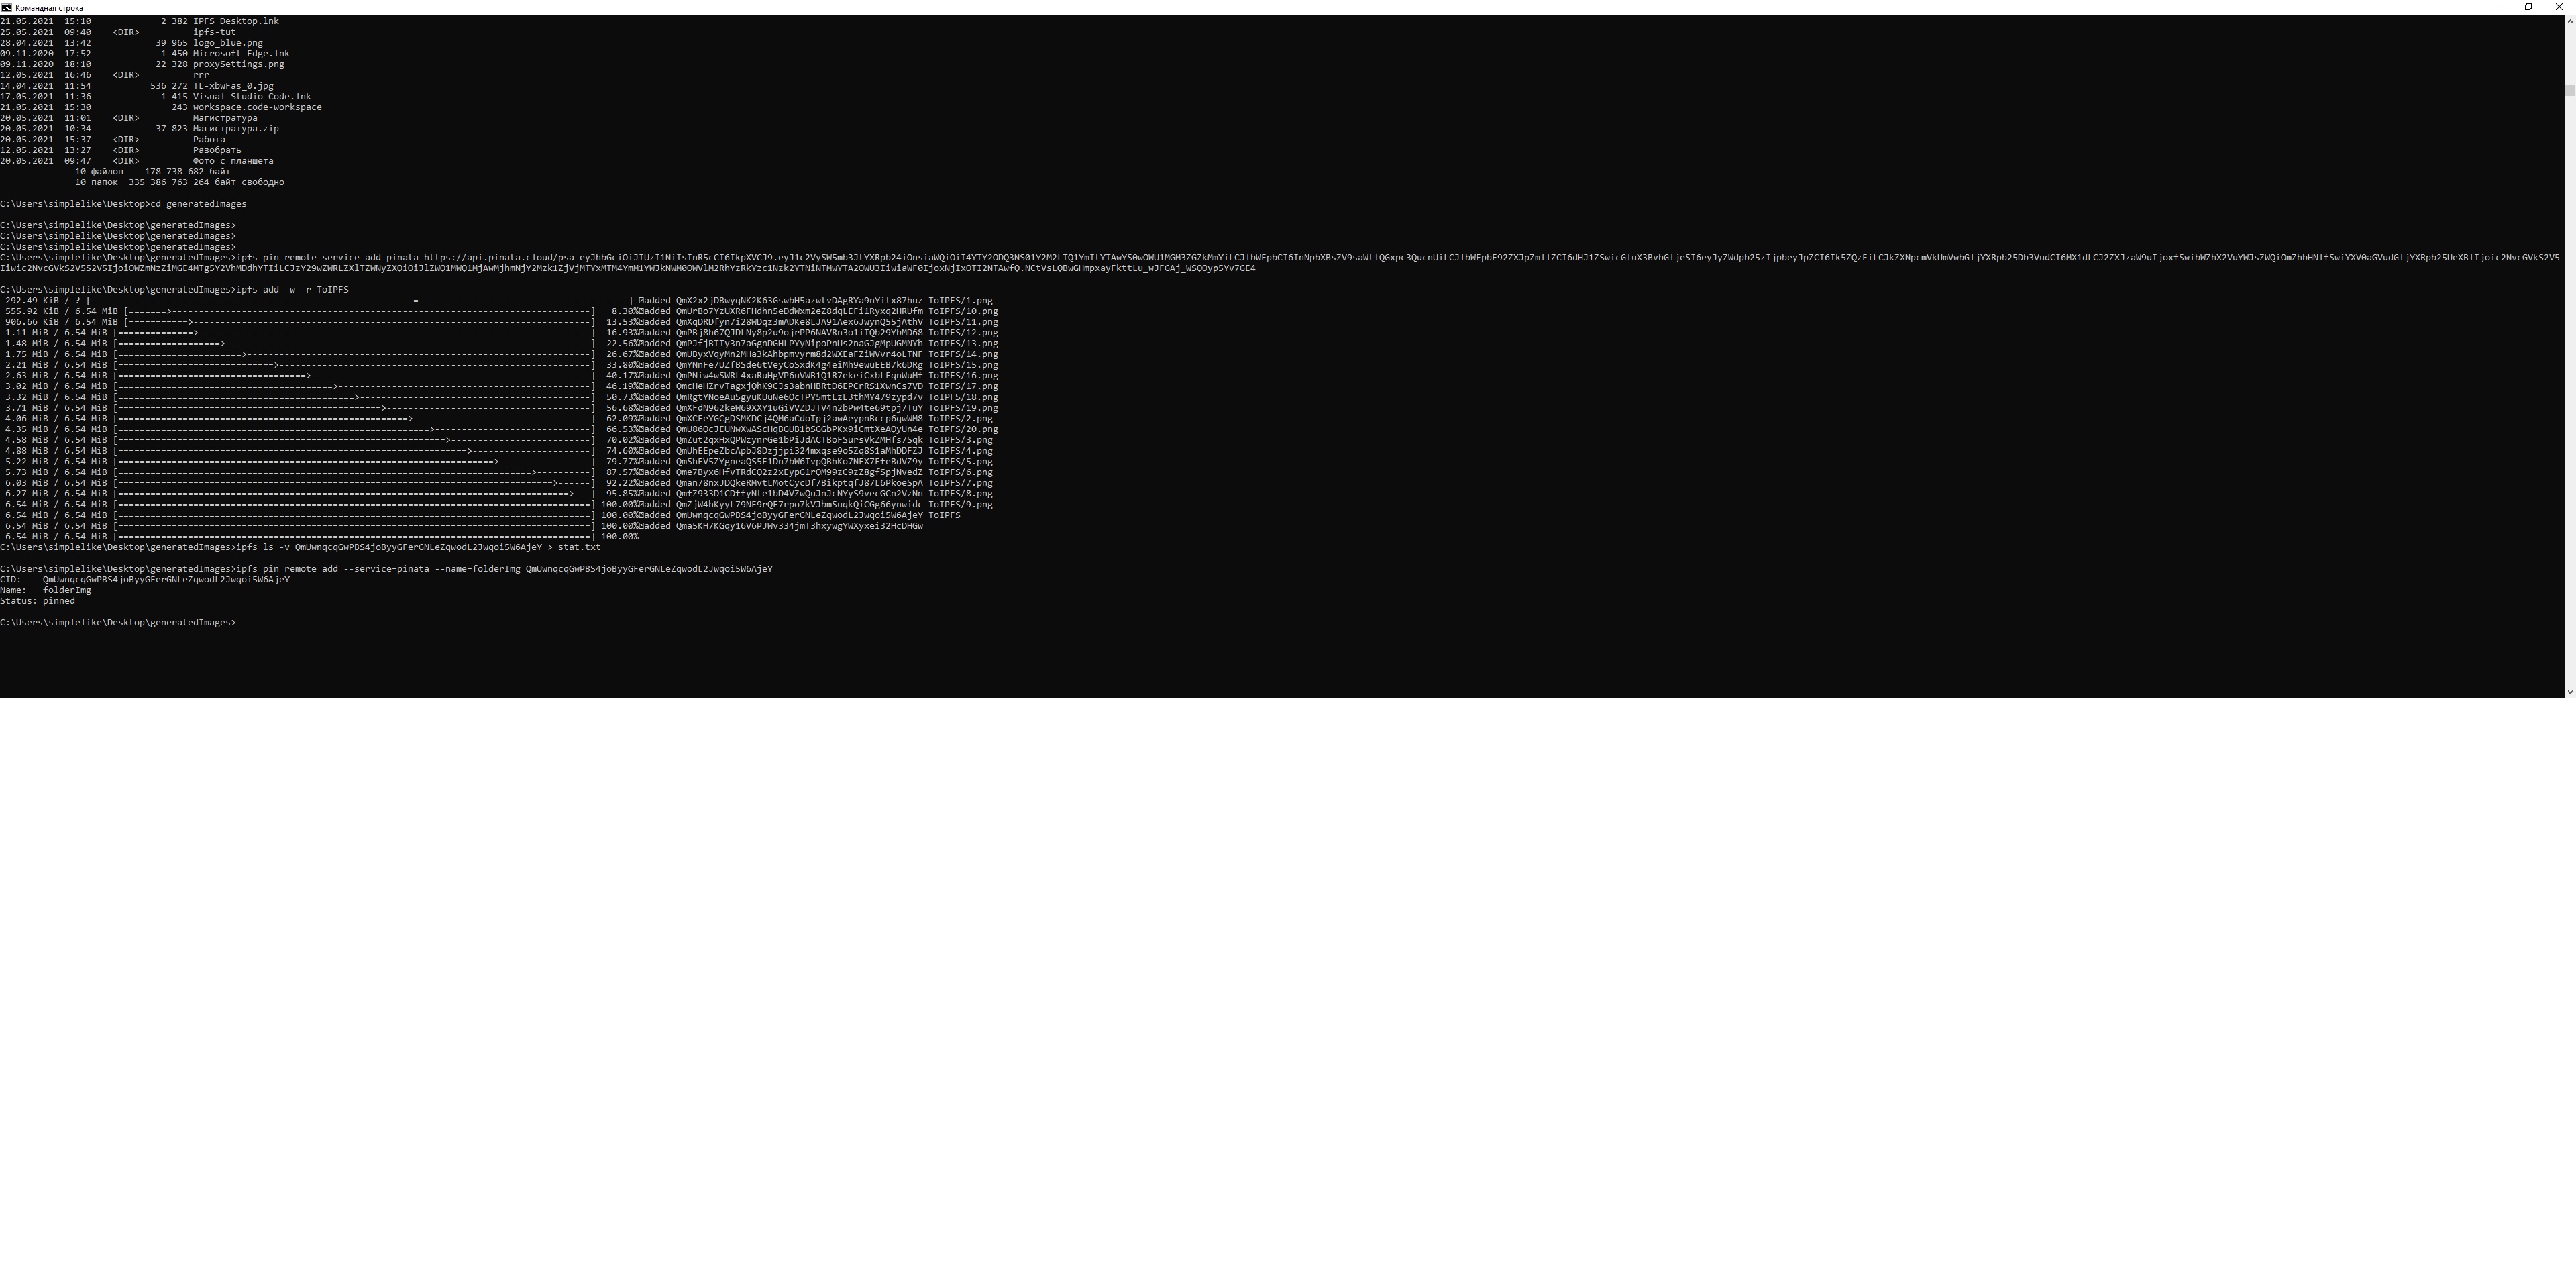 Командная строка
21.05.2021  15:10             2 382 IPFS Desktop.lnk
25.05.2021  09:40    <DIR>          ipfs-tut
28.04.2021  13:42            39 965 logo_blue.png
09.11.2020  17:52             1 450 Microsoft Edge.lnk
09.11.2020  18:10            22 328 proxySettings.png
12.05.2021  16:46    <DIR>          rrr
14.04.2021  11:54           536 272 TL-xbwFas_0.jpg
17.05.2021  11:36             1 415 Visual Studio Code.lnk
21.05.2021  15:30               243 workspace.code-workspace
20.05.2021  11:01    <DIR>          Магистратура
20.05.2021  10:34            37 823 Магистратура.zip
20.05.2021  15:37    <DIR>          Работа
12.05.2021  13:27    <DIR>          Разобрать
20.05.2021  09:47    <DIR>          Фото с планшета
10 файлов    178 738 682 байт
10 папок  335 386 763 264 байт свободно
C:\Users\simplelike\Desktop>cd generatedImages
C:\Users\simplelike\Desktop\generatedImages>
C:\Users\simplelike\Desktop\generatedImages>
C:\Users\simplelike\Desktop\generatedImages>
C:\Users\simplelike\Desktop\generatedImages>ipfs pin remote service add pinata https://api.pinata.cloud/psa
C:\Users\simplelike\Desktop\generatedImages>ipfs add -w -r ToIPFS
292.49 KiB / ? [ = ] added QmX2x2jDBwyqNK2K63GswbH5azwtvDAgRYa9nYitx87huz ToIPFS/1.png
555.92 KiB / 6.54 MiB [=======>---] 8.30% added QmUrBo7YzUXR6FHdhn5eDdWxm2eZ8dqLEFi1Ryxq2HRUfm ToIPFS/10.png
906.66 KiB / 6.54 MiB [===========>---] 13.53% added QmXqDRDfyn7i28WDqz3mADKe8LJA91Aex6JwynQ55jAthV ToIPFS/11.png
1.11 MiB / 6.54 MiB [==============>---] 16.93% added QmPBj8h67QJDLNy8p2u9ojrPP6NAVRn3o1iTQb29YbMD68 ToIPFS/12.png
1.48 MiB / 6.54 MiB [===================>---] 22.56% added QmPJfjBTTy3n7aGgnDGHLPYyNipoPnUs2naGJgMpUGMNYh ToIPFS/13.png
1.75 MiB / 6.54 MiB [=======================>---] 26.67% added QmUByxVqyMn2MHa3kAhbpmvyrm8d2WXEaFZiWVvr4oLTNF ToIPFS/14.png
2.21 MiB / 6.54 MiB [=============================>---] 33.80% added QmYNnFe7UZfBSde6tVeyCoSxdK4g4eiMh9ewuEEB7k6DRg ToIPFS/15.png
2.63 MiB / 6.54 MiB [===================================>---] 40.17% added QmPNiw4wSWRL4xaRuHgVP6uVWB1Q1R7ekeiCxbLFqnWuMf ToIPFS/16.png
3.02 MiB / 6.54 MiB [========================================>---] 46.19% added QmcHeHZrvTagxjQhK9CJs3abnHBRtD6EPCrRS1XwnCs7VD ToIPFS/17.png
3.32 MiB / 6.54 MiB [============================================>---] 50.73% added QmRgtYNoeAuSgyuKUuNe6QcTPY5mtLzE3thMY479zypd7v ToIPFS/18.png
3.71 MiB / 6.54 MiB [=================================================>---] 56.68% added QmXFdN962keW69XXY1uGiVVZDJTV4n2bPw4te69tpj7TuY ToIPFS/19.png
4.06 MiB / 6.54 MiB [======================================================>---] 62.09% added QmXCEeYGCgDSMKDCj4QM6aCdoTpj2awAeypnBccp6qwWM8 ToIPFS/2.png
4.35 MiB / 6.54 MiB [==========================================================>---] 66.53% added QmU86QcJEUNwXwAScHqBGUB1bSGGbPKx9iCmtXeAQyUn4e ToIPFS/20.png
4.58 MiB / 6.54 MiB [=============================================================>---] 70.02% added QmZut2qxHxQPWzynrGe1bPiJdACTBoFSursVkZMHfs7Sqk ToIPFS/3.png
4.88 MiB / 6.54 MiB [=================================================================>---] 74.60% added QmUhEEpeZbcApbJ8Dzjjpi324mxqse9o5Zq8S1aMhDDFZJ ToIPFS/4.png
5.22 MiB / 6.54 MiB [======================================================================>---] 79.77% added QmShFV5ZYgneaQS5E1Dn7bW6TvpQBhKo7NEX7FfeBdVZ9y ToIPFS/5.png
5.73 MiB / 6.54 MiB [=============================================================================>---] 87.57% added Qme7Byx6HfvTRdCQ2z2xEypG1rQM99zC9zZ8gfSpjNvedZ ToIPFS/6.png
6.03 MiB / 6.54 MiB [=================================================================================>------] 92.22% added Qman78nxJDQkeRMvtLMotCycDf7BikptqfJ87L6PkoeSpA ToIPFS/7.png
6.27 MiB / 6.54 MiB [====================================================================================>---] 95.85% added QmfZ933D1CDffyNte1bD4VZwQuJnJcNYyS9vecGCn2VzNn ToIPFS/8.png
6.54 MiB / 6.54 MiB [========================================================================================] 100.00% added QmZjW4hKyyL79NF9rQF7rpo7kVJbmSuqkQiCGg66ynwidc ToIPFS/9.png
6.54 MiB / 6.54 MiB [========================================================================================] 100.00% added QmUwnqcqGwPBS4joByyGFerGNLeZqwodL2Jwqoi5W6AjeY ToIPFS
6.54 MiB / 6.54 MiB [========================================================================================] 100.00% added Qma5KH7KGqy16V6PJWv334jmT3hxywgYWXyxei32HcDHGw
6.54 MiB / 6.54 MiB [========================================================================================] 100.00%
C:\Users\simplelike\Desktop\generatedImages>ipfs ls -v QmUwnqcqGwPBS4joByyGFerGNLeZqwodL2Jwqoi5W6AjeY > stat.txt
C:\Users\simplelike\Desktop\generatedImages>ipfs pin remote add --service=pinata --name=folderImg QmUwnqcqGwPBS4joByyGFerGNLeZqwodL2Jwqoi5W6AjeY
CID:    QmUwnqcqGwPBS4joByyGFerGNLeZqwodL2Jwqoi5W6AjeY
Name:   folderImg
Status: pinned
C:\Users\simplelike\Desktop\generatedImages>